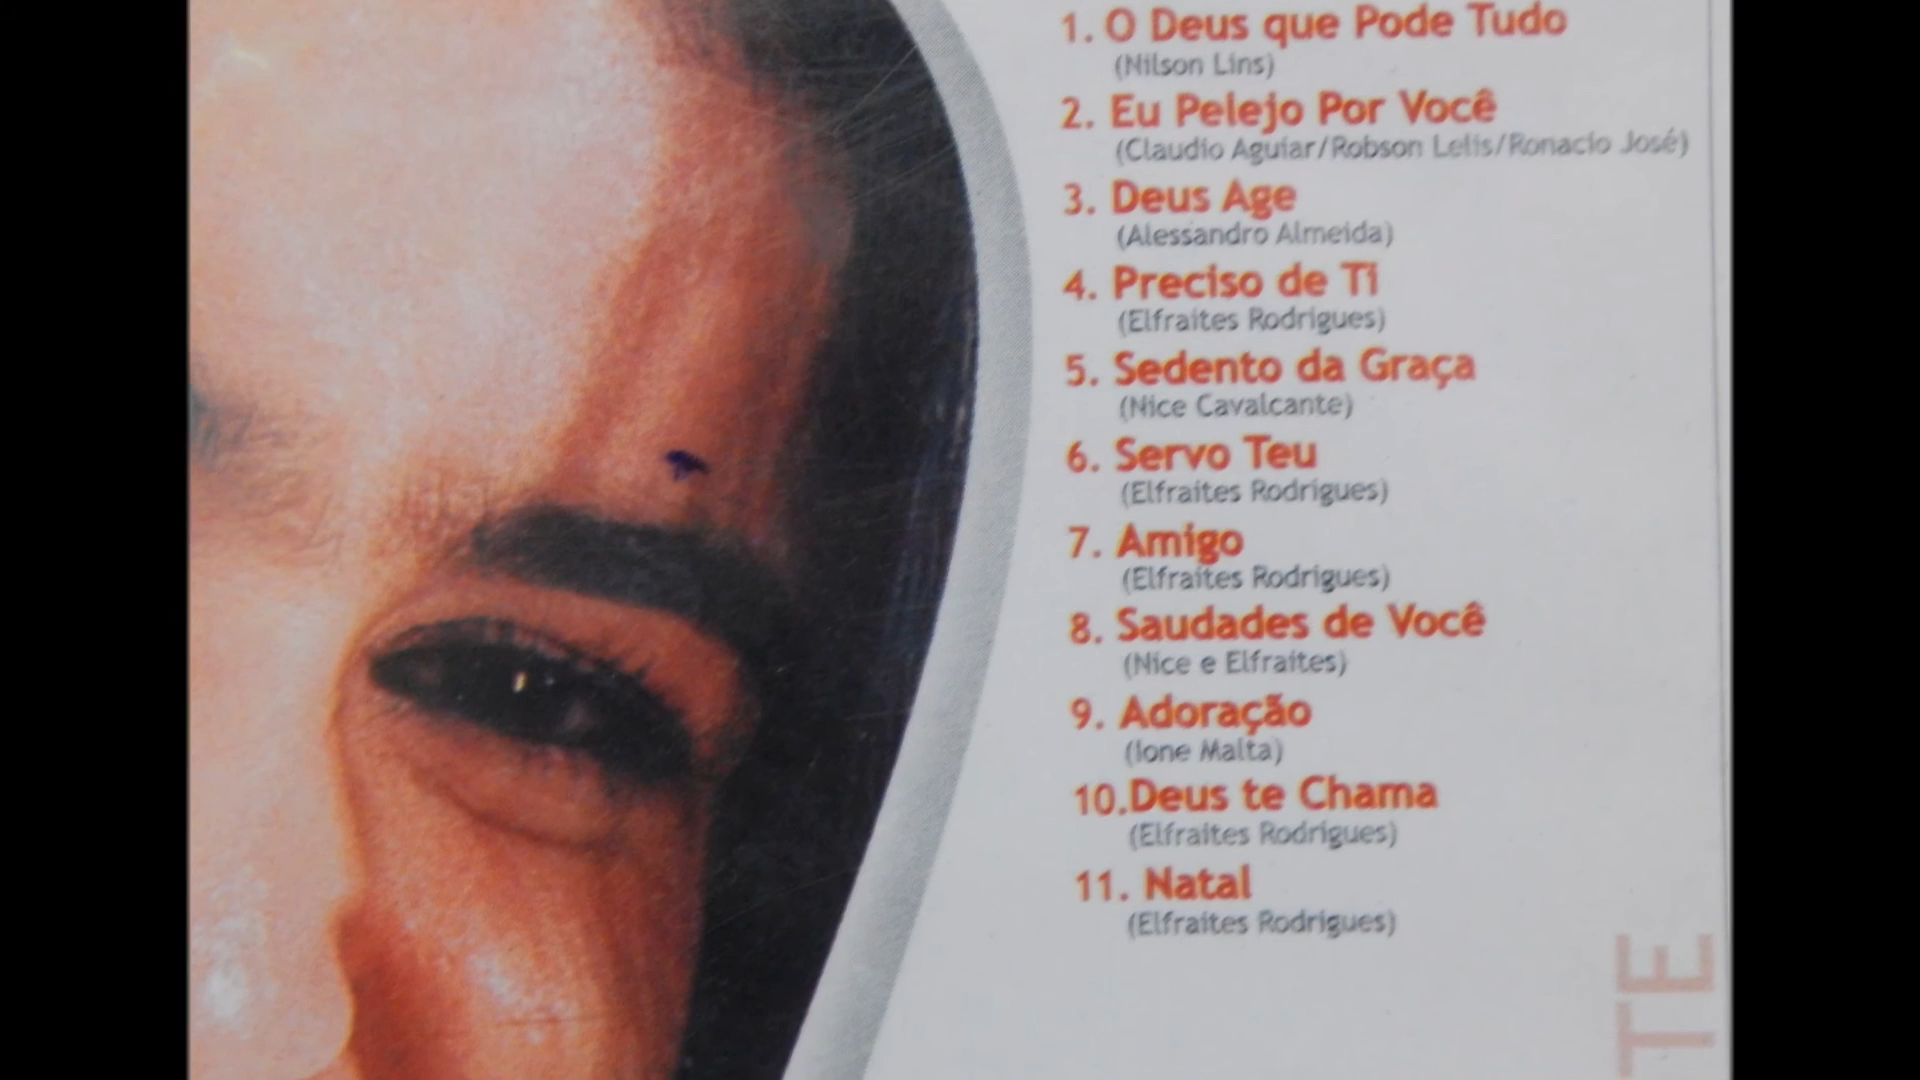 1. O Deus que Pode Tudo
(Nilson Lins)
2. Eu Pelejo Por Você
(Claudio Aguiar/Robson Lelis/Ronacio José)
3. Deus Age
(Alessandro Almeida)
4. Preciso de Ti
(Elfraites Rodrigues)
5. Sedento da Graça
(Nice Cavalcante)
6. Servo Teu
(Elfraites Rodrigues)
7. Amigo
(Elfraites Rodrigues)
8. Saudades de Você
(Nice e Elfraites)
9. Adoração
(Ione Malta)
10.Deus te Chama
(Elfraites Rodrigues)
11. Natal
(Elfraites Rodrigues)
TE